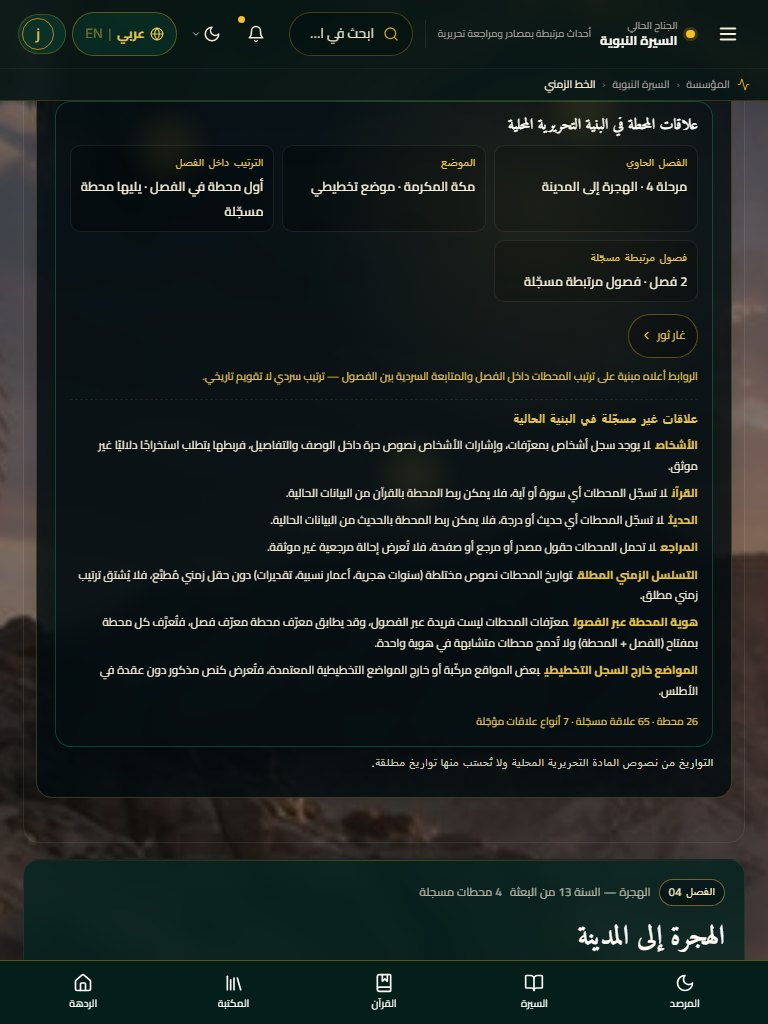 الجناح الحالي
السيرة النبوية
أحداث مرتبطة بمصادر ومراجعة تحريرية
ابحث في ا...
عربي | EN
j
المؤسسة ‹ السيرة النبوية ‹ الخط الزمني
علاقات المحطة في البنية التحريرية المحلية
الفصل الحاوي
مرحلة 4 · الهجرة إلى المدينة
الموضع
مكة المكرمة · موضع تخطيطي
الترتيب داخل الفصل
أول محطة في الفصل · يليها محطة
مسجّلة
فصول مرتبطة مسجّلة
2 فصل · فصول مرتبطة مسجّلة
غار ثور
الروابط أعلاه مبنية على ترتيب المحطات داخل الفصل والمتابعة السردية بين الفصول — ترتيب سردي لا تقويم تاريخي.
علاقات غير مسجّلة في البنية الحالية
الأشخاص لا يوجد سجل أشخاص بمعرّفات، وإشارات الأشخاص نصوص حرة داخل الوصف والتفاصيل، فربطها يتطلب استخراجًا دلاليًا غير
موثق.
القرآن لا تسجّل المحطات أي سورة أو آية، فلا يمكن ربط المحطة بالقرآن من البيانات الحالية.
الحديث لا تسجّل المحطات أي حديث أو درجة، فلا يمكن ربط المحطة بالحديث من البيانات الحالية.
المراجع لا تحمل المحطات حقول مصدر أو مرجع أو صفحة، فلا تُعرض إحالة مرجعية غير موثقة.
التسلسل الزمني المطلق تواريخ المحطات نصوص مختلطة (سنوات هجرية، أعمار نسبية، تقديرات) دون حقل زمني مُطبّع، فلا يُشتق ترتيب
زمني مطلق.
هوية المحطة عبر الفصول معرّفات المحطات ليست فريدة عبر الفصول، وقد يطابق معرّف محطة معرّف فصل، فتُعرَّف كل محطة
بمفتاح (الفصل + المحطة) ولا تُدمج محطات متشابهة في هوية واحدة.
المواضع خارج السجل التخطيطي بعض المواقع مركّبة أو خارج المواضع التخطيطية المعتمدة، فتُعرض كنص مذكور دون عقدة في
الأطلس.
26 محطة · 65 علاقة مسجّلة · 7 أنواع علاقات مؤجّلة
التواريخ من نصوص المادة التحريرية المحلية ولا تُحتسب منها تواريخ مطلقة.
الفصل 04
الهجرة — السنة 13 من البعثة
4 محطات مسجلة
الهجرة إلى المدينة
المرصد
السيرة
القرآن
المكتبة
الردهة